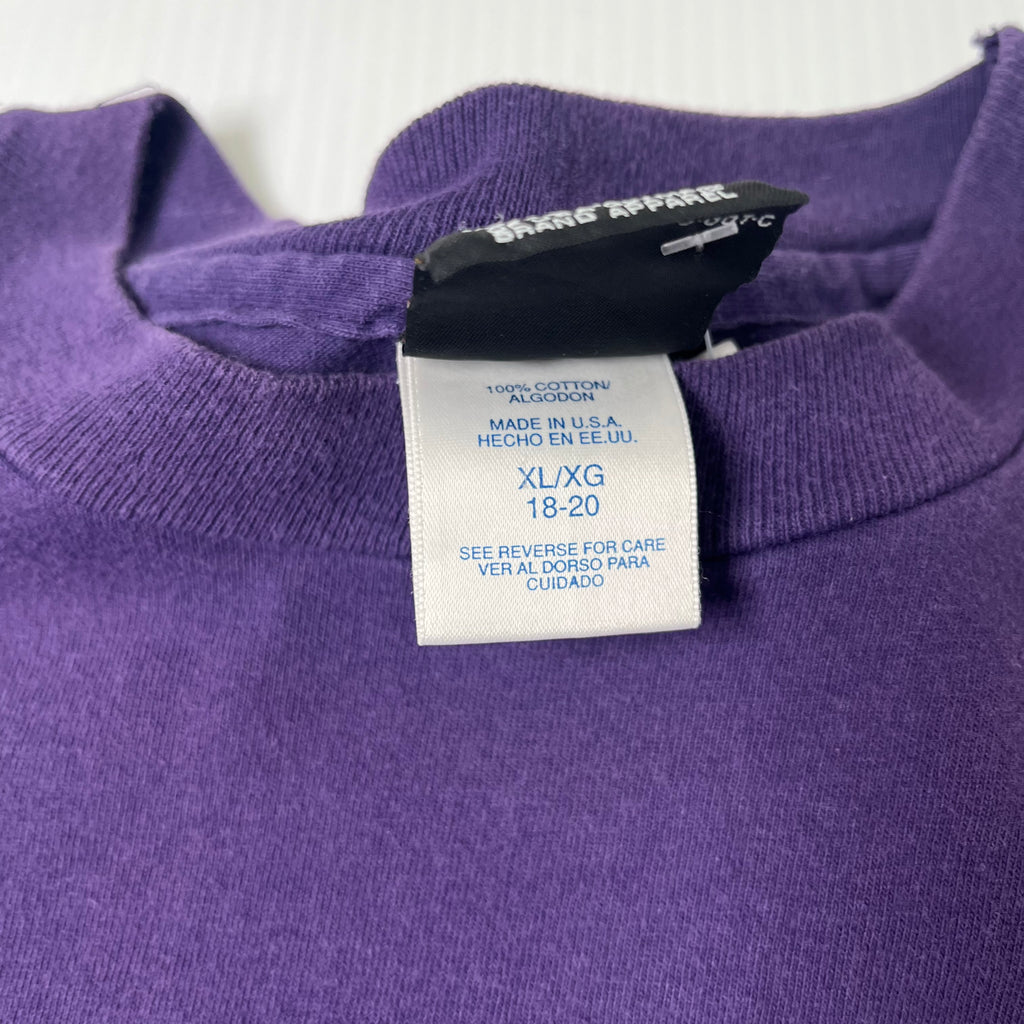 BRAND APPAREL
100% COTTON/
ALGODON
MADE IN U.S.A.
HECHO EN EE.UU.
XL/XG
18-20
SEE REVERSE FOR CARE
VER AL DORSO PARA
CUIDADO